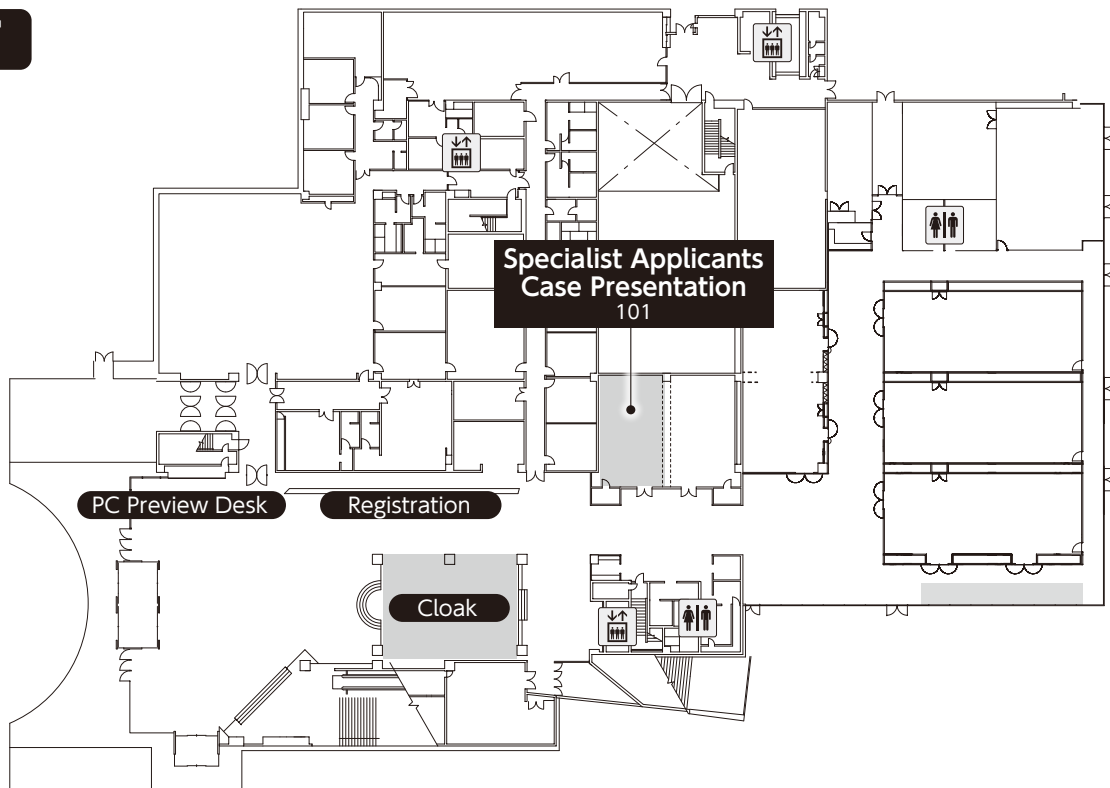 Specialist Applicants
Case Presentation
101
PC Preview Desk
Registration
Cloak